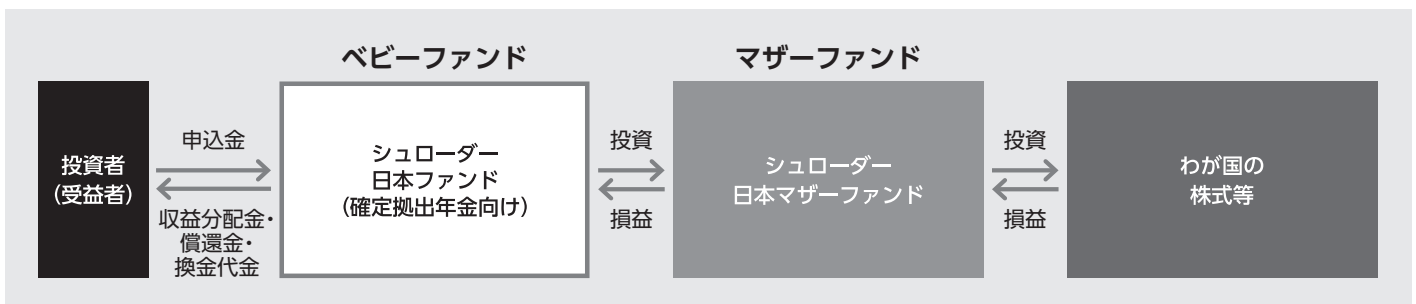 ベビーファンド
マザーファンド
投資者
（受益者）
申込金
収益分配金・
償還金・
換金代金
シュローダー
日本ファンド
（確定拠出年金向け）
投資
損益
シュローダー
日本マザーファンド
投資
損益
わが国の
株式等